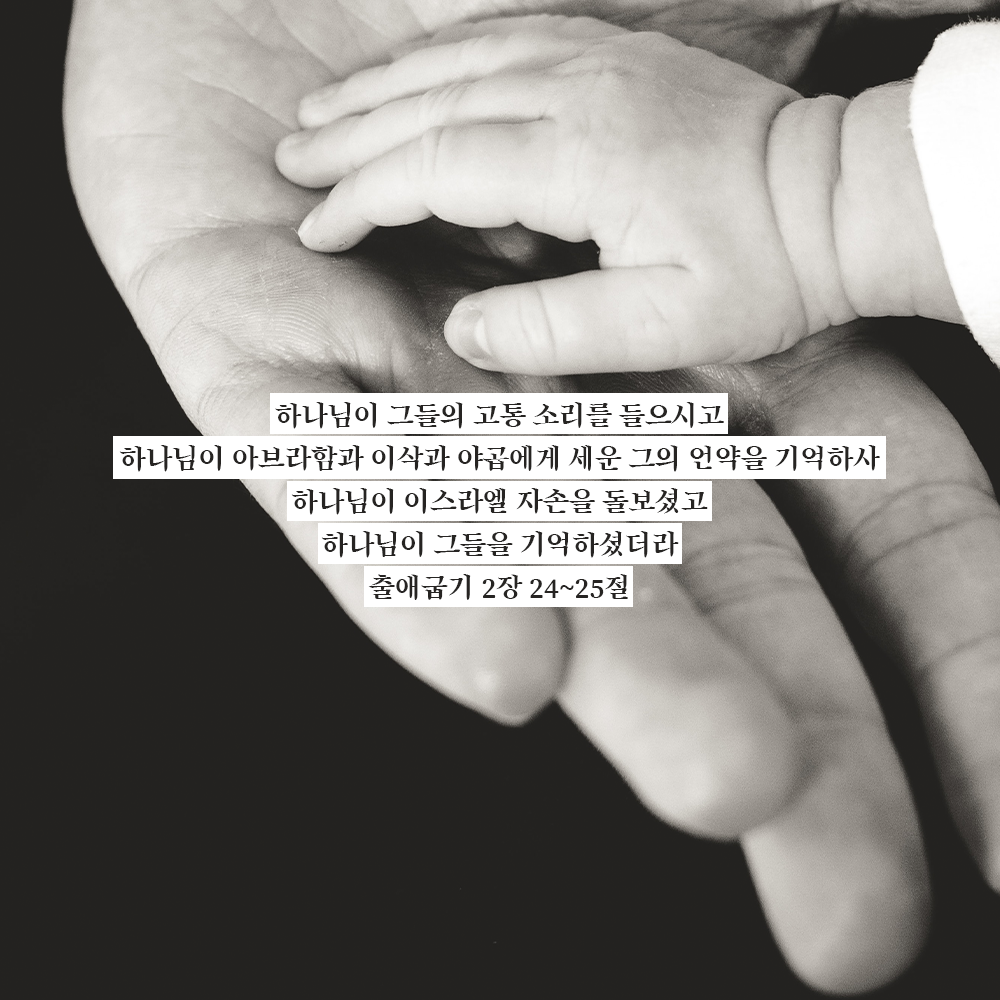 하나님이 그들의 고통 소리를 들으시고
하나님이 아브라함과 이삭과 야곱에게 세운 그의 언약을 기억하사
하나님이 이스라엘 자손을 돌보셨고
하나님이 그들을 기억하셨더라
출애굽기 2장 24~25절